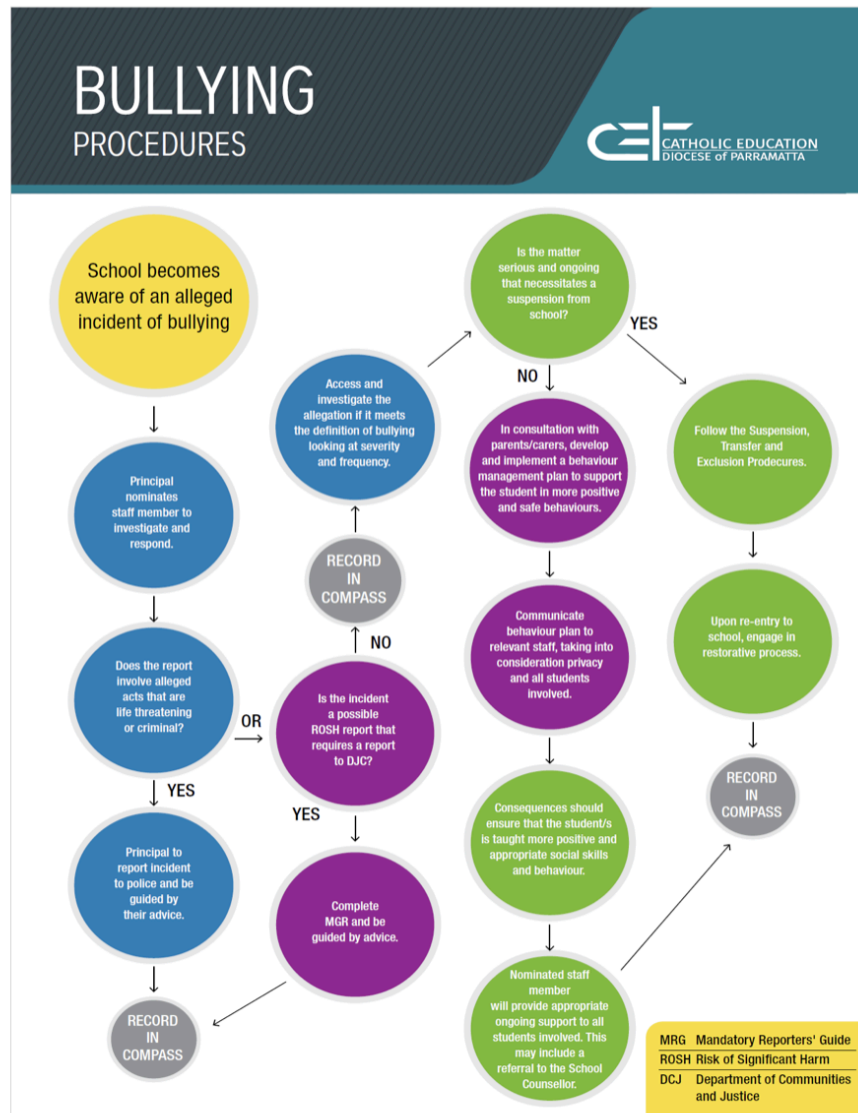 BULLYING
PROCEDURES
CATHOLIC EDUCATION
DIOCESE of PARRAMATTA
School becomes
aware of an alleged
incident of bullying
Principal
nominates
staff member to
investigate and
respond.
Does the report
involve alleged
acts that are
life threatening
or criminal?
YES
OR
Principal to
report incident
to police and be
guided by
their advice.
RECORD
IN
COMPASS
Is the incident
a possible
ROSH report that
requires a report
to DJC?
YES
NO
Complete
MGR and be
guided by advice.
RECORD
IN
COMPASS
Access and
investigate the
allegation if it meets
the definition of bullying
looking at severity
and frequency.
Is the matter
serious and ongoing
that necessitates a
suspension from
school?
NO
YES
In consultation with
parents/carers, develop
and implement a behaviour
management plan to support
the student in more positive
and safe behaviours.
Communicate
behaviour plan to
relevant staff, taking into
consideration privacy
and all students
involved.
Consequences should
ensure that the student/s
is taught more positive and
appropriate social skills
and behaviour.
Nominated staff
member
will provide appropriate
ongoing support to all
students involved. This
may include a
referral to the School
Counsellor.
Follow the Suspension,
Transfer and
Exclusion Prodecures.
Upon re-entry to
school, engage in
restorative process.
RECORD
IN
COMPASS
MRG Mandatory Reporters' Guide
ROSH Risk of Significant Harm
DCJ Department of Communities
and Justice